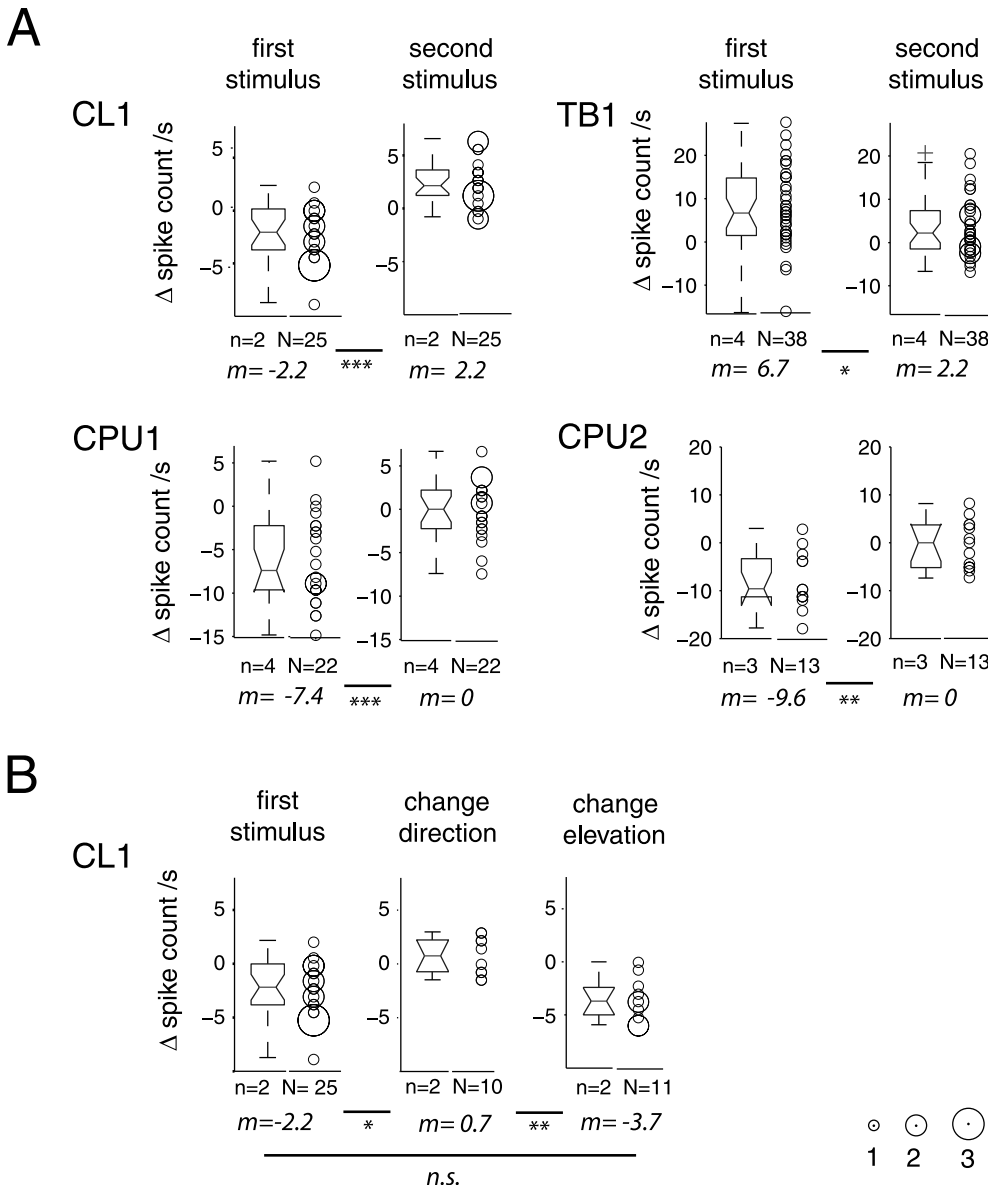 A
first stimulus
second stimulus
first stimulus
second stimulus
CL1
TB1
Δ spike count /s
5
0
−5
5
0
−5
Δ spike count /s
20
10
0
−10
20
10
0
−10
n=2 N=25
n=2 N=25
n=4 N=38
n=4 N=38
m= -2.2
***
m= 2.2
m= 6.7
*
m= 2.2
CPU1
CPU2
Δ spike count /s
5
0
−5
−10
−15
5
0
−5
−10
−15
Δ spike count /s
20
10
0
−10
−20
20
10
0
−10
−20
n=4 N=22
n=4 N=22
n=3 N=13
n=3 N=13
m= -7.4
***
m= 0
m= -9.6
**
m= 0
B
first stimulus
change direction
change elevation
CL1
Δ spike count /s
5
0
−5
5
0
−5
5
0
−5
n=2 N= 25
n=2 N=10
n=2 N=11
m=-2.2
*
m= 0.7
**
m= -3.7
n.s.
1 2 3